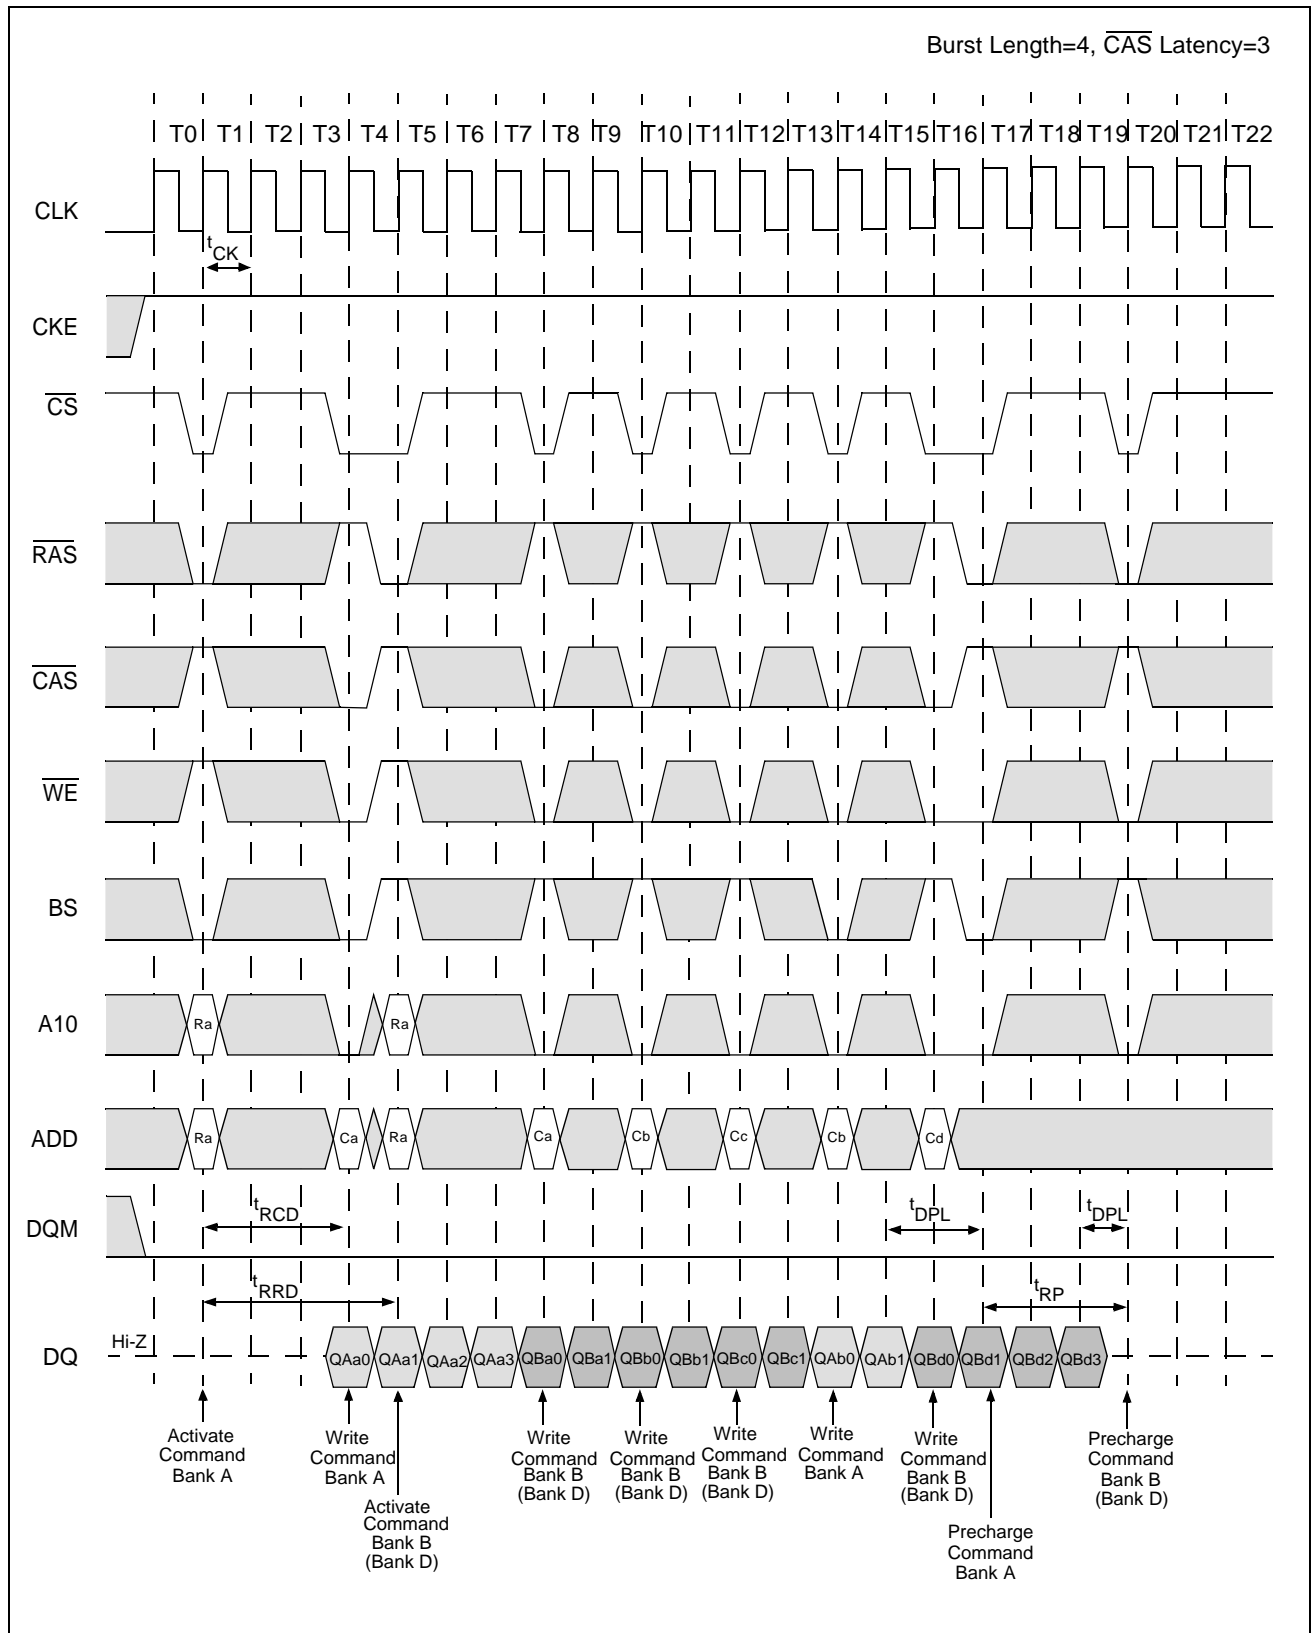 Burst Length=4, CAS Latency=3
T0 T1 T2 T3 T4 T5 T6 T7 T8 T9 T10 T11 T12 T13 T14 T15 T16 T17 T18 T19 T20 T21 T22
CLK
tCK
CKE
CS
RAS
CAS
WE
BS
A10
Ra Ra
ADD
Ra Ca Ra Ca Cb Cc Cb Cd
DQM
tRCD tDPL tDPL
tRRD tRP
DQ
Hi-Z
QAa0 QAa1 QAa2 QAa3 QBa0 QBa1 QBb0 QBb1 QBc0 QBc1 QAb0 QAb1 QBd0 QBd1 QBd2 QBd3
Activate
Command
Bank A
Write
Command
Bank A
Activate
Command
Bank B
(Bank D)
Write
Command
Bank B
(Bank D)
Write
Command
Bank B
(Bank D)
Write
Command
Bank B
(Bank D)
Write
Command
Bank A
Write
Command
Bank B
(Bank D)
Precharge
Command
Bank A
Precharge
Command
Bank B
(Bank D)